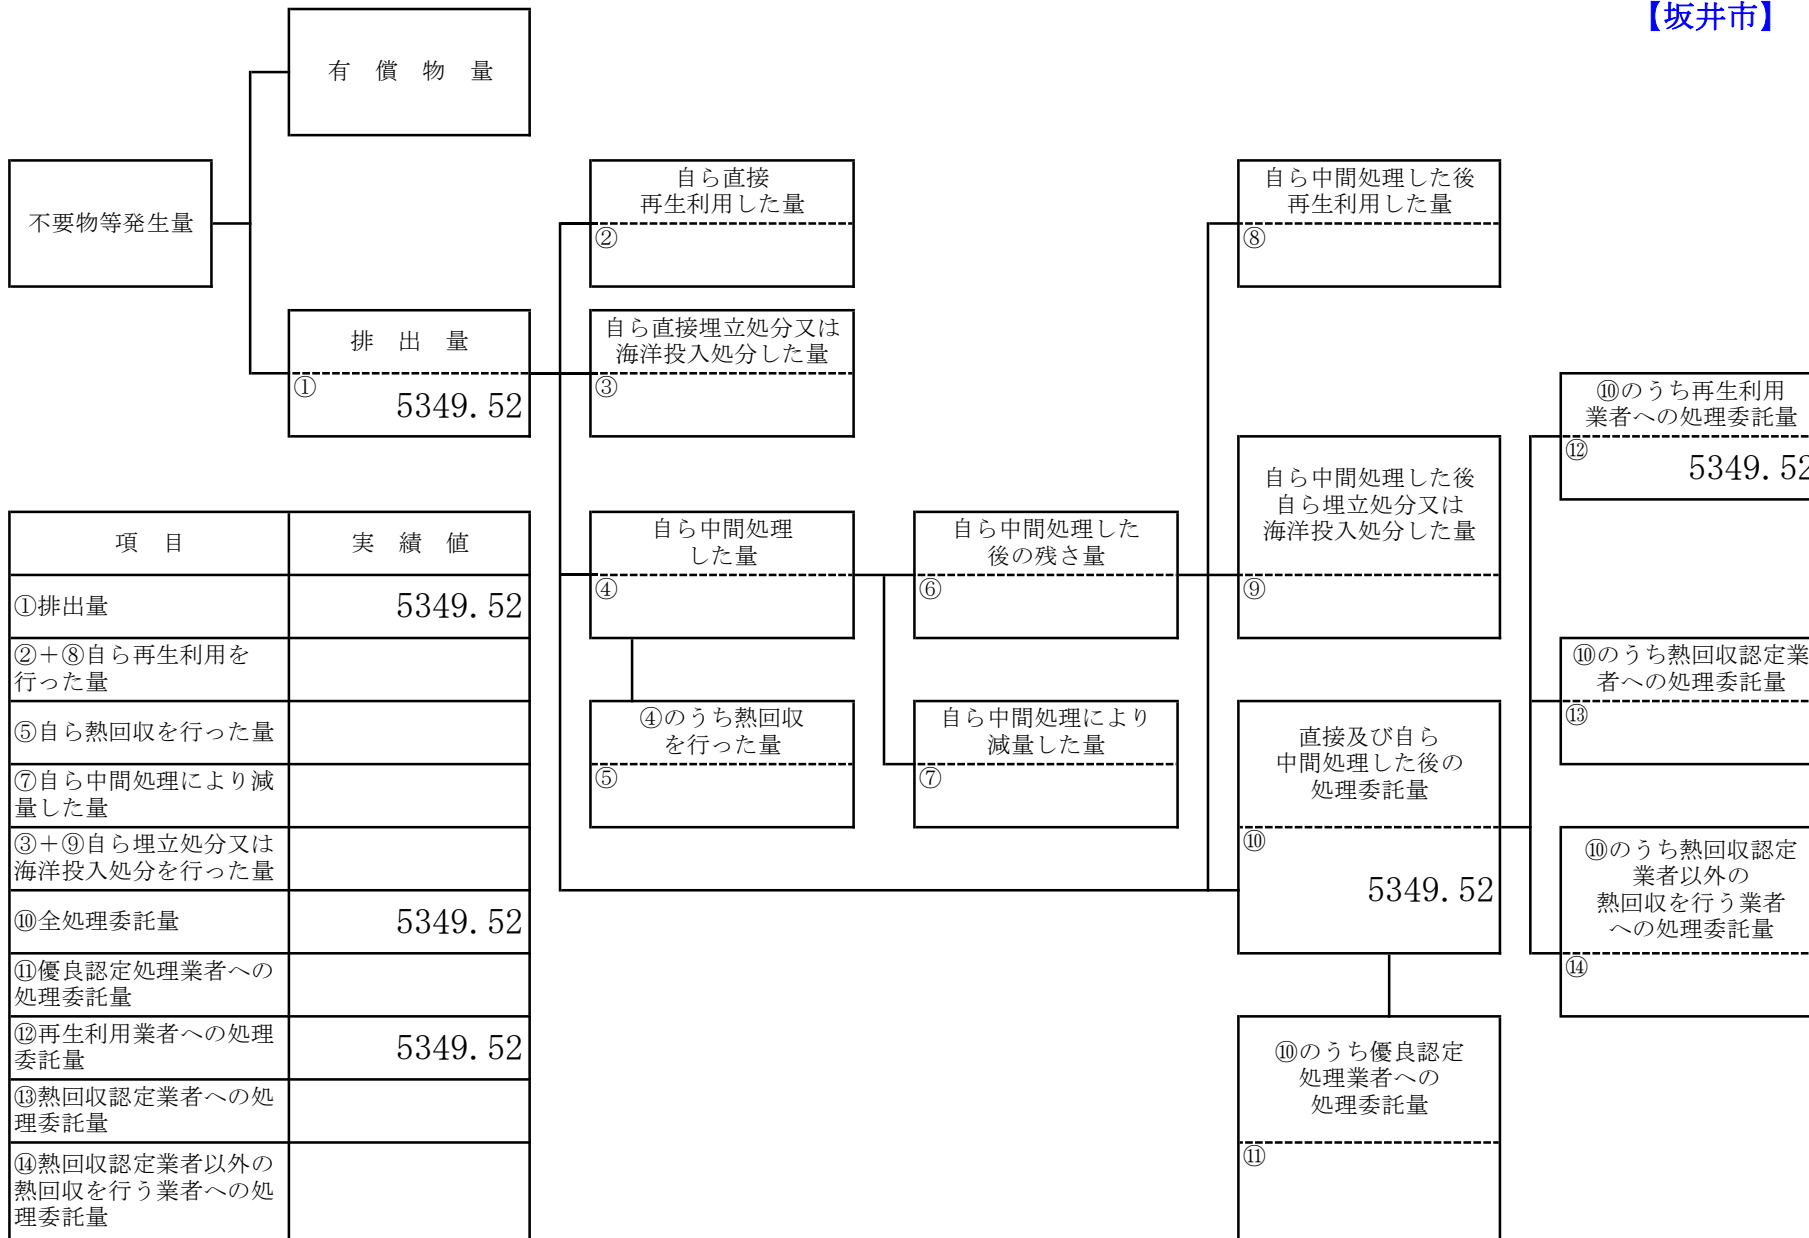 【坂井市】
有　償　物　量
不要物等発生量
自ら直接
再生利用した量
②
自ら中間処理した後
再生利用した量
⑧
排　出　量
①
5349.52
自ら直接埋立処分又は
海洋投入処分した量
③
⑩のうち再生利用
業者への処理委託量
⑫
5349.52
自ら中間処理した後
自ら埋立処分又は
海洋投入処分した量
⑨
自ら中間処理
した量
④
自ら中間処理した
後の残さ量
⑥
⑩のうち熱回収認定業
者への処理委託量
⑬
④のうち熱回収
を行った量
⑤
自ら中間処理により
減量した量
⑦
直接及び自ら
中間処理した後の
処理委託量
⑩
5349.52
⑩のうち熱回収認定
業者以外の
熱回収を行う業者
への処理委託量
⑭
⑩のうち優良認定
処理業者への
処理委託量
⑪
項　目　実　績　値
①排出量　5349.52
②＋⑧自ら再生利用を
行った量
⑤自ら熱回収を行った量
⑦自ら中間処理により減
量した量
③＋⑨自ら埋立処分又は
海洋投入処分を行った量
⑩全処理委託量　5349.52
⑪優良認定処理業者への
処理委託量
⑫再生利用業者への処理
委託量　5349.52
⑬熱回収認定業者への処
理委託量
⑭熱回収認定業者以外の
熱回収を行う業者への処
理委託量